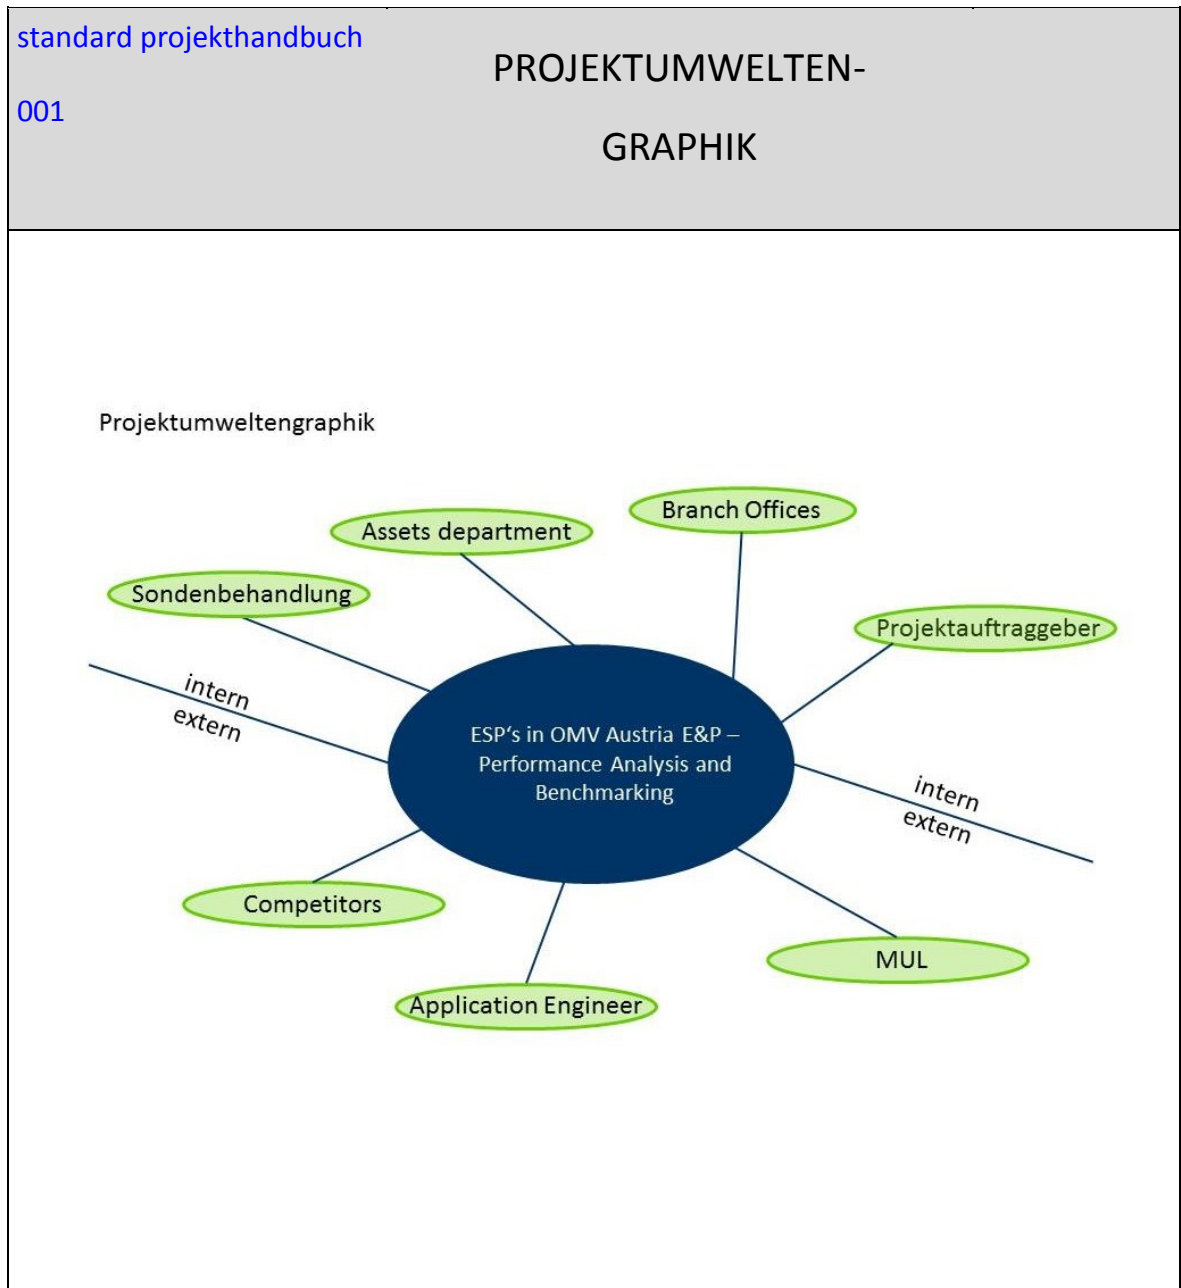 standard projekthandbuch
001
PROJEKTUMWELTEN-
GRAPHIK
Projektumweltengraphik
Branch Offices
Assets department
Sondenbehandlung
Projektauftraggeber
intern
extern
ESP‘s in OMV Austria E&P –
Performance Analysis and
Benchmarking
intern
extern
Competitors
MUL
Application Engineer